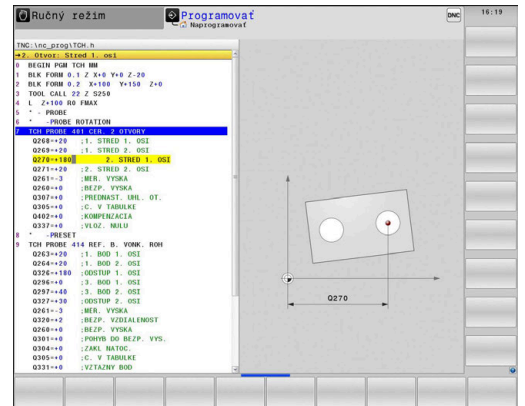 Ručný režim
Programovať
Naprogramovať
DNC
16:19
TNC:\nc_prog\TCH.h
→2. Otvor: Stred 1. osi
0 BEGIN PGM TCH MM
1 BLK FORM 0.1 Z X+0 Y+0 Z-20
2 BLK FORM 0.2 X+100 Y+150 Z+0
3 TOOL CALL 22 Z S250
4 L Z+100 R0 FMAX
5 * - PROBE
6 * -PROBE ROTATION
7 TCH PROBE 401 CER. 2 OTVORY
Q268=+20 ;1. STRED 1. OSI
Q269=+20 ;1. STRED 2. OSI
Q270=+180 2. STRED 1. OSI
Q271=+20 ;2. STRED 2. OSI
Q261=-3 ;MER. VYSKA
Q260=+0 ;BEZP. VYSKA
Q307=+0 ;PREDNAST. UHL. OT.
Q305=+0 ;C. V TABULKE
Q402=+0 ;KOMPENZACIA
Q337=+0 ;VLOZ. NULU
8 * -PRESET
9 TCH PROBE 414 REF. B. VONK. ROH
Q263=+20 ;1. BOD 1. OSI
Q264=+20 ;1. BOD 2. OSI
Q326=+180 ;ODSTUP 1. OSI
Q296=+0 ;3. BOD 1. OSI
Q297=+40 ;3. BOD 2. OSI
Q327=+30 ;ODSTUP 2. OSI
Q261=-3 ;MER. VYSKA
Q320=+2 ;BEZP. VZDIALENOST
Q260=+0 ;BEZP. VYSKA
Q301=+0 ;POHYB DO BEZP. VYS.
Q304=+0 ;ZAKL NATOC.
Q305=+0 ;C. V TABULKE
Q331=+0 ;VZTAZNY BOD
Q270